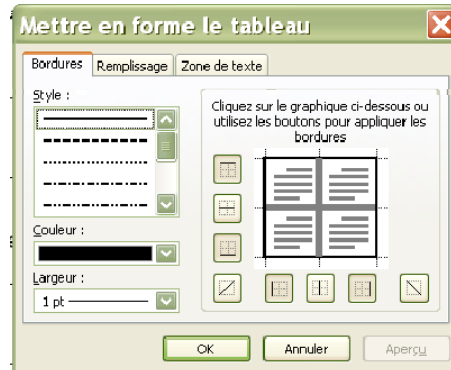 Mettre en forme le tableau
Bordures Remplissage Zone de texte
Style :
Cliquez sur le graphique ci-dessous ou
utilisez les boutons pour appliquer les
bordures
Couleur :
Largeur :
1 pt
OK Annuler Aperçu